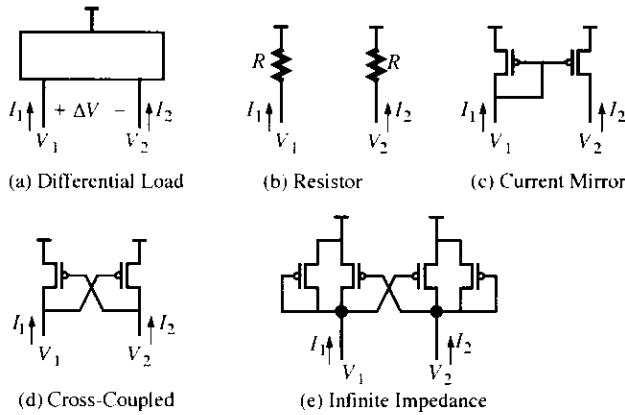 I1 + ΔV − I2
V1 V2
(a) Differential Load
R R
I1 I2
V1 V2
(b) Resistor
I1 I2
V1 V2
(c) Current Mirror
I1 I2
V1 V2
(d) Cross-Coupled
I1 I2
V1 V2
(e) Infinite Impedance